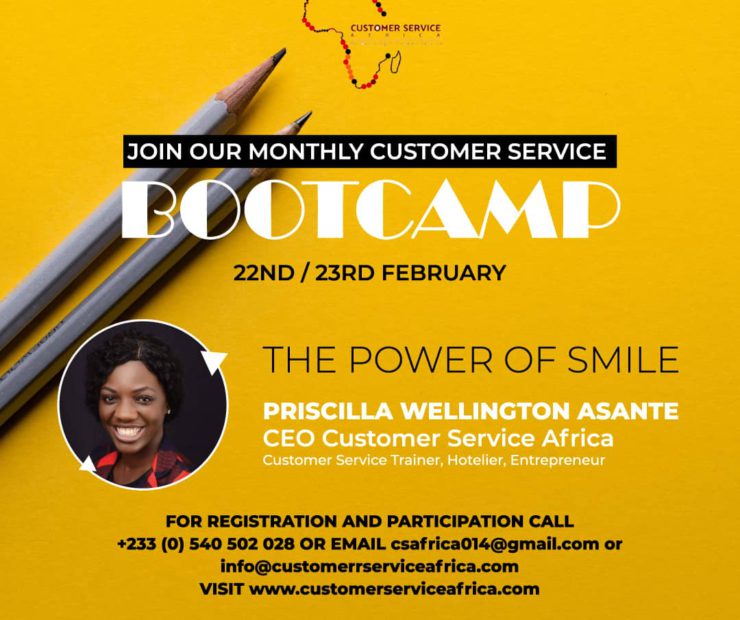 CUSTOMER SERVICE
AFRICA
JOIN OUR MONTHLY CUSTOMER SERVICE
BOOTCAMP
22ND / 23RD FEBRUARY
THE POWER OF SMILE
PRISCILLA WELLINGTON ASANTE
CEO Customer Service Africa
Customer Service Trainer, Hotelier, Entrepreneur
FOR REGISTRATION AND PARTICIPATION CALL
+233 (0) 540 502 028 OR EMAIL csafrica014@gmail.com or
info@customerrserviceafrica.com
VISIT www.customerserviceafrica.com